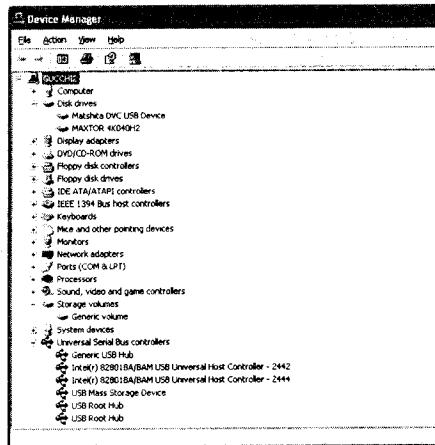 Device Manager
File Action View Help
GUCCHI2
Computer
Disk drives
Matshita DVC USB Device
MAXTOR 4K040H2
Display adapters
DVD/CD-ROM drives
Floppy disk controllers
Floppy disk drives
IDE ATA/ATAPI controllers
IEEE 1394 Bus host controllers
Keyboards
Mice and other pointing devices
Monitors
Network adapters
Ports (COM & LPT)
Processors
Sound, video and game controllers
Storage volumes
Generic volume
System devices
Universal Serial Bus controllers
Generic USB Hub
Intel(r) 82801BA/BAM USB Universal Host Controller - 2442
Intel(r) 82801BA/BAM USB Universal Host Controller - 2444
USB Mass Storage Device
USB Root Hub
USB Root Hub